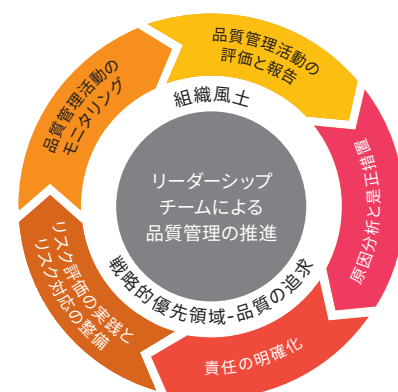 品質管理活動の
評価と報告
原因分析と是正措置
責任の明確化
リスク評価の実践と
リスク対応の整備
品質管理活動の
モニタリング
組織風土
リーダーシップ
チームによる
品質管理の推進
戦略的優先領域-品質の追求